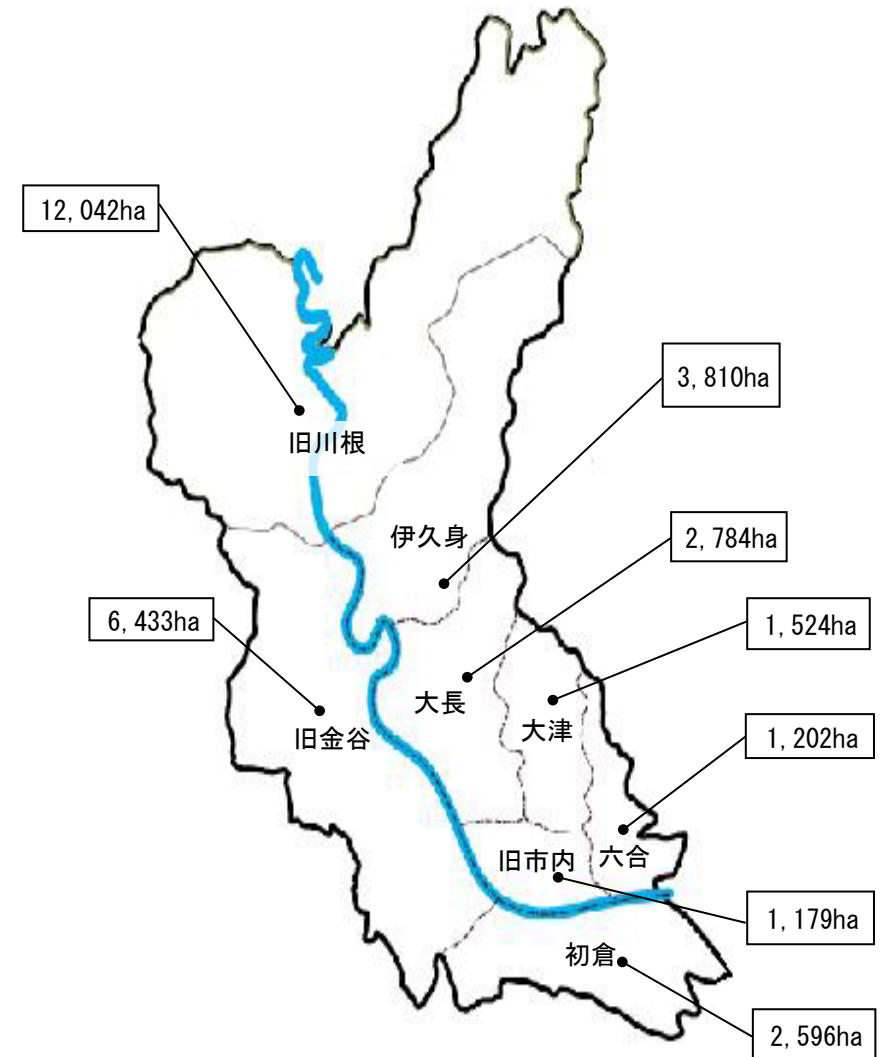 12,042ha
3,810ha
旧川根
伊久身
2,784ha
6,433ha
1,524ha
大長
大津
旧金谷
1,202ha
旧市内
六合
1,179ha
初倉
2,596ha